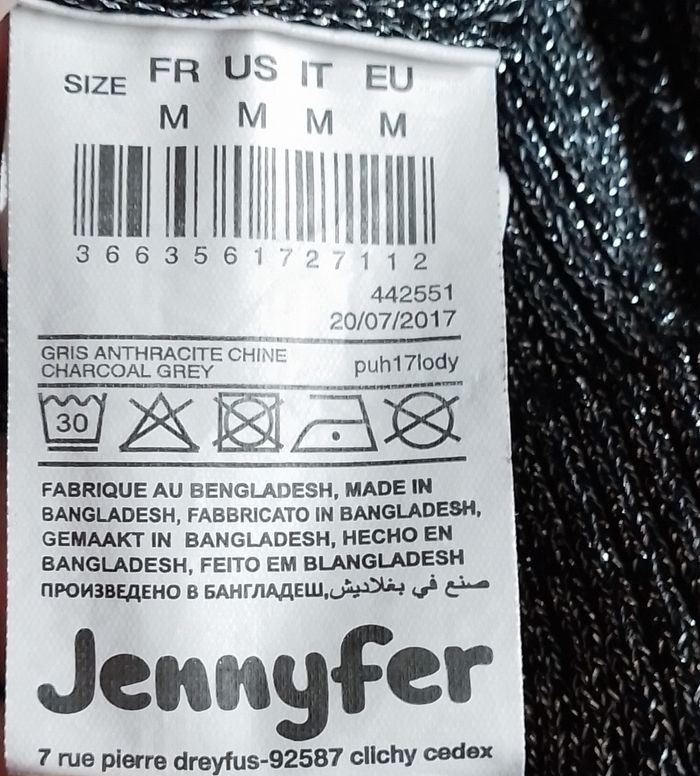 SIZE FR US IT EU
M M M M
3663561727112
442551
20/07/2017
GRIS ANTHRACITE CHINE
CHARCOAL GREY puh17lody
30
FABRIQUE AU BENGLADESH, MADE IN
BANGLADESH, FABBRICATO IN BANGLADESH,
GEMAAKT IN BANGLADESH, HECHO EN
BANGLADESH, FEITO EM BLANGLADESH
ПРОИЗВЕДЕНО В БАНГЛАДЕШ,صنع في بغلاديش
Jennyfer
7 rue pierre dreyfus-92587 clichy cedex